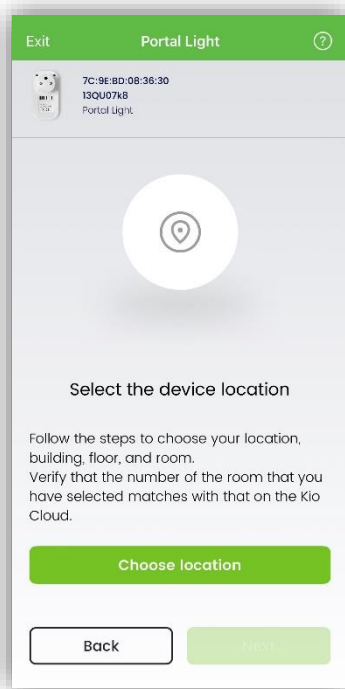 Exit Portal Light ?
7C:9E:BD:08:36:30
13QU07k8
Portal Light
Select the device location
Follow the steps to choose your location,
building, floor, and room.
Verify that the number of the room that you
have selected matches with that on the Kio
Cloud.
Choose location
Back Next